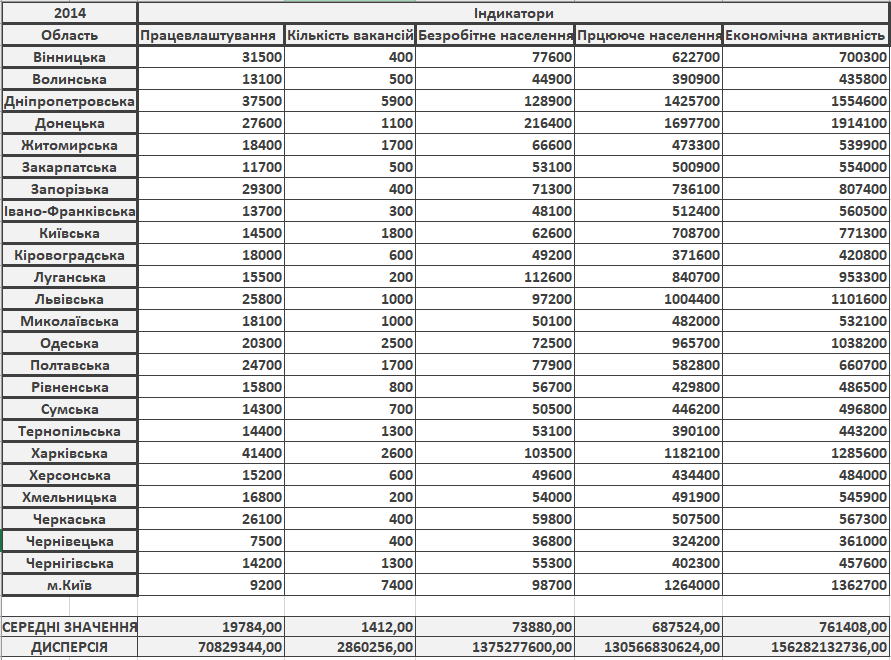 2014 Індикатори
Область Працевлаштування Кількість вакансій Безробітне населення Прцююче населення Економічна активність
Вінницька 31500 400 77600 622700 700300
Волинська 13100 500 44900 390900 435800
Дніпропетровська 37500 5900 128900 1425700 1554600
Донецька 27600 1100 216400 1697700 1914100
Житомирська 18400 1700 66600 473300 539900
Закарпатська 11700 500 53100 500900 554000
Запорізька 29300 400 71300 736100 807400
Івано-Франківська 13700 300 48100 512400 560500
Київська 14500 1800 62600 708700 771300
Кіровоградська 18000 600 49200 371600 420800
Луганська 15500 200 112600 840700 953300
Львівська 25800 1000 97200 1004400 1101600
Миколаївська 18100 1000 50100 482000 532100
Одеська 20300 2500 72500 965700 1038200
Полтавська 24700 1700 77900 582800 660700
Рівненська 15800 800 56700 429800 486500
Сумська 14300 700 50500 446200 496800
Тернопільська 14400 1300 53100 390100 443200
Харківська 41400 2600 103500 1182100 1285600
Херсонська 15200 600 49600 434400 484000
Хмельницька 16800 200 54000 491900 545900
Черкаська 26100 400 59800 507500 567300
Чернівецька 7500 400 36800 324200 361000
Чернігівська 14200 1300 55300 402300 457600
м.Київ 9200 7400 98700 1264000 1362700
СЕРЕДНІ ЗНАЧЕННЯ 19784,00 1412,00 73880,00 687524,00 761408,00
ДИСПЕРСІЯ 70829344,00 2860256,00 1375277600,00 130566830624,00 156282132736,00